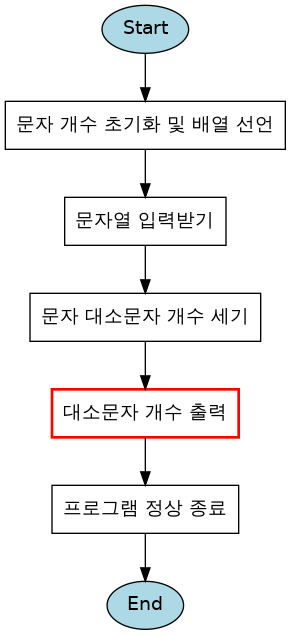 Start
문자 개수 초기화 및 배열 선언
문자열 입력받기
문자 대소문자 개수 세기
대소문자 개수 출력
프로그램 정상 종료
End